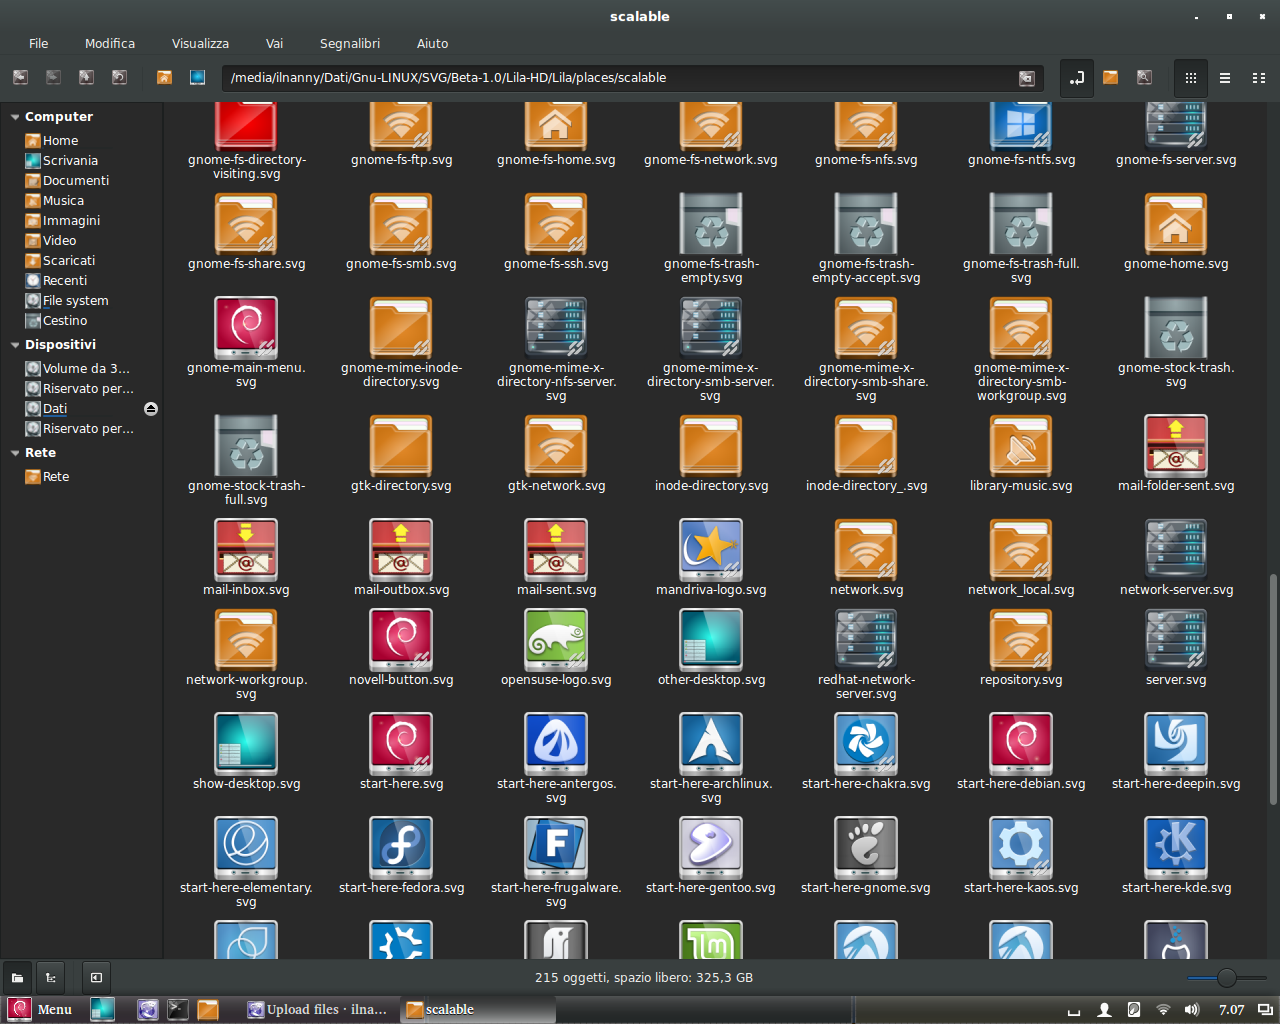 scalable
File Modifica Visualizza Vai Segnalibri Aiuto
/media/ilnanny/Dati/Gnu-LINUX/SVG/Beta-1.0/Lila-HD/Lila/places/scalable
Computer
Home
Scrivania
Documenti
Musica
Immagini
Video
Scaricati
Recenti
File system
Cestino
Dispositivi
Volume da 3...
Riservato per...
Dati
Riservato per...
Rete
Rete
gnome-fs-directory-
visiting.svg
gnome-fs-ftp.svg
gnome-fs-home.svg
gnome-fs-network.svg
gnome-fs-nfs.svg
gnome-fs-ntfs.svg
gnome-fs-server.svg
gnome-fs-share.svg
gnome-fs-smb.svg
gnome-fs-ssh.svg
gnome-fs-trash-
empty.svg
gnome-fs-trash-
empty-accept.svg
gnome-fs-trash-full.
svg
gnome-home.svg
gnome-main-menu.
svg
gnome-mime-inode-
directory.svg
gnome-mime-x-
directory-nfs-server.
svg
gnome-mime-x-
directory-smb-server.
svg
gnome-mime-x-
directory-smb-share.
svg
gnome-mime-x-
directory-smb-
workgroup.svg
gnome-stock-trash.
svg
gnome-stock-trash-
full.svg
gtk-directory.svg
gtk-network.svg
inode-directory.svg
inode-directory_.svg
library-music.svg
mail-folder-sent.svg
mail-inbox.svg
mail-outbox.svg
mail-sent.svg
mandriva-logo.svg
network.svg
network_local.svg
network-server.svg
network-workgroup.
svg
novell-button.svg
opensuse-logo.svg
other-desktop.svg
redhat-network-
server.svg
repository.svg
server.svg
show-desktop.svg
start-here.svg
start-here-antergos.
svg
start-here-archlinux.
svg
start-here-chakra.svg
start-here-debian.svg
start-here-deepin.svg
start-here-elementary.
svg
start-here-fedora.svg
start-here-frugalware.
svg
start-here-gentoo.svg
start-here-gnome.svg
start-here-kaos.svg
start-here-kde.svg
215 oggetti, spazio libero: 325,3 GB
Menu
Upload files · ilna...
scalable
7.07